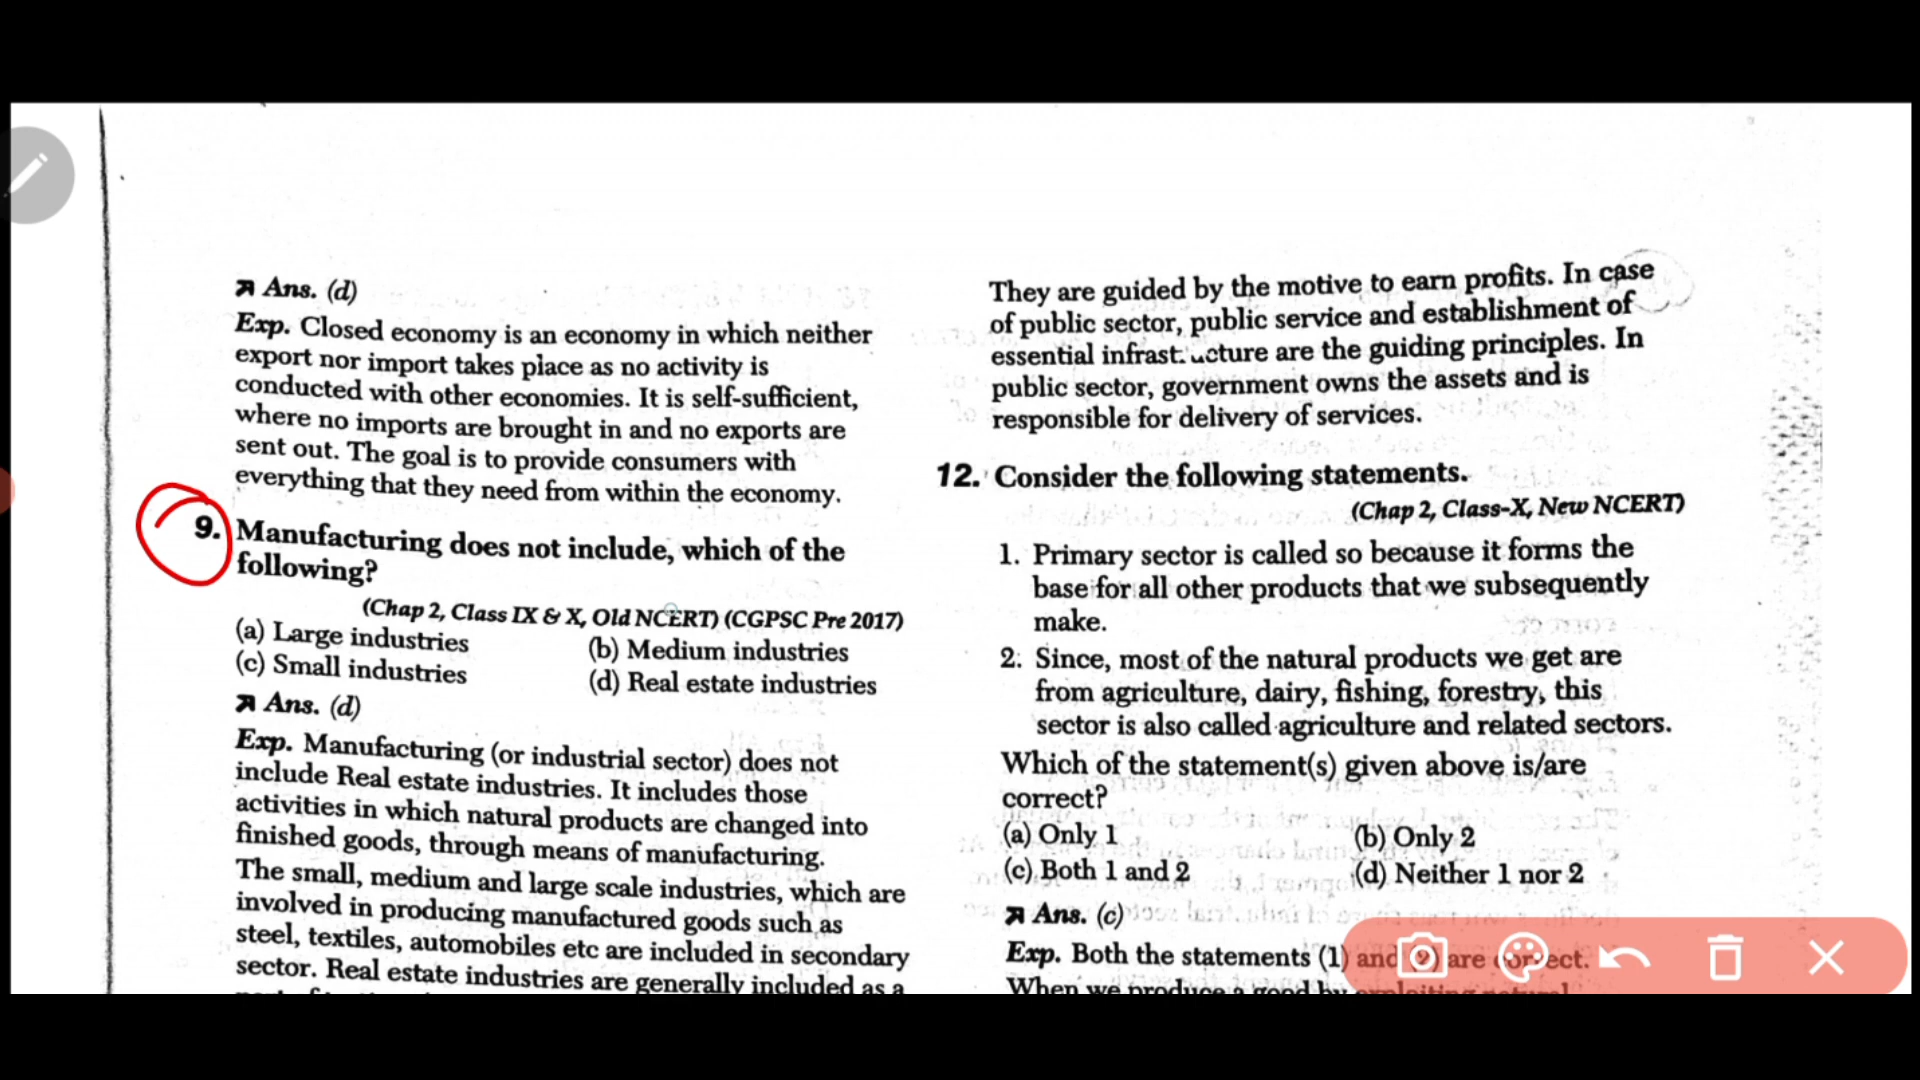 Ans. (d)
Exp. Closed economy is an economy in which neither
export nor import takes place as no activity is
conducted with other economies. It is self-sufficient,
where no imports are brought in and no exports are
sent out. The goal is to provide consumers with
everything that they need from within the economy.
9. Manufacturing does not include, which of the
following?
(Chap 2, Class IX & X, Old NCERT) (CGPSC Pre 2017)
(a) Large industries (b) Medium industries
(c) Small industries (d) Real estate industries
Ans. (d)
Exp. Manufacturing (or industrial sector) does not
include Real estate industries. It includes those
activities in which natural products are changed into
finished goods, through means of manufacturing.
The small, medium and large scale industries, which are
involved in producing manufactured goods such as
steel, textiles, automobiles etc are included in secondary
sector. Real estate industries are generally included as a
They are guided by the motive to earn profits. In case
of public sector, public service and establishment of
essential infrastructure are the guiding principles. In
public sector, government owns the assets and is
responsible for delivery of services.
12. Consider the following statements.
(Chap 2, Class-X, New NCERT)
1. Primary sector is called so because it forms the
base for all other products that we subsequently
make.
2. Since, most of the natural products we get are
from agriculture, dairy, fishing, forestry, this
sector is also called agriculture and related sectors.
Which of the statement(s) given above is/are
correct?
(a) Only 1 (b) Only 2
(c) Both 1 and 2 (d) Neither 1 nor 2
Ans. (c)
Exp. Both the statements (1) and (2) are correct.
When we produce a good by exploiting natural